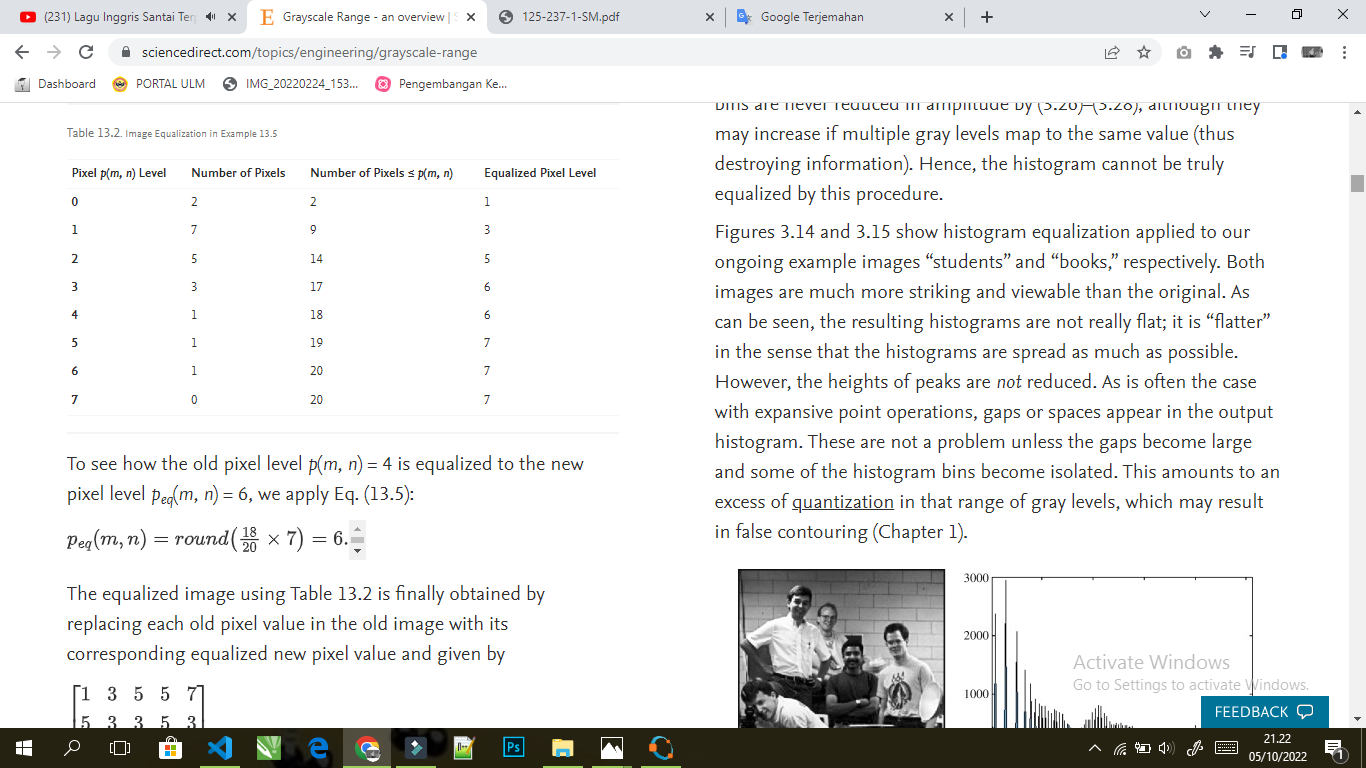 (231) Lagu Inggris Santai Ter
Grayscale Range - an overview |
125-237-1-SM.pdf
Google Terjemahan
sciencedirect.com/topics/engineering/grayscale-range
Dashboard
PORTAL ULM
IMG_20220224_153...
Pengembangan Ke...
Table 13.2. Image Equalization in Example 13.5
Pixel p(m, n) Level Number of Pixels Number of Pixels ≤ p(m, n) Equalized Pixel Level
0 2 2 1
1 7 9 3
2 5 14 5
3 3 17 6
4 1 18 6
5 1 19 7
6 1 20 7
7 0 20 7
To see how the old pixel level p(m, n) = 4 is equalized to the new
pixel level peq(m, n) = 6, we apply Eq. (13.5):
peq(m, n) = round(18/20 × 7) = 6.
The equalized image using Table 13.2 is finally obtained by
replacing each old pixel value in the old image with its
corresponding equalized new pixel value and given by
1 3 5 5 7
5 3 3 5 3
bins are never reduced in amplitude by (3.26)–(3.28), although they
may increase if multiple gray levels map to the same value (thus
destroying information). Hence, the histogram cannot be truly
equalized by this procedure.
Figures 3.14 and 3.15 show histogram equalization applied to our
ongoing example images “students” and “books,” respectively. Both
images are much more striking and viewable than the original. As
can be seen, the resulting histograms are not really flat; it is “flatter”
in the sense that the histograms are spread as much as possible.
However, the heights of peaks are not reduced. As is often the case
with expansive point operations, gaps or spaces appear in the output
histogram. These are not a problem unless the gaps become large
and some of the histogram bins become isolated. This amounts to an
excess of quantization in that range of gray levels, which may result
in false contouring (Chapter 1).
3000
2000
1000
Activate Windows
Go to Settings to activate Windows.
FEEDBACK
Ps
21.22
05/10/2022
1